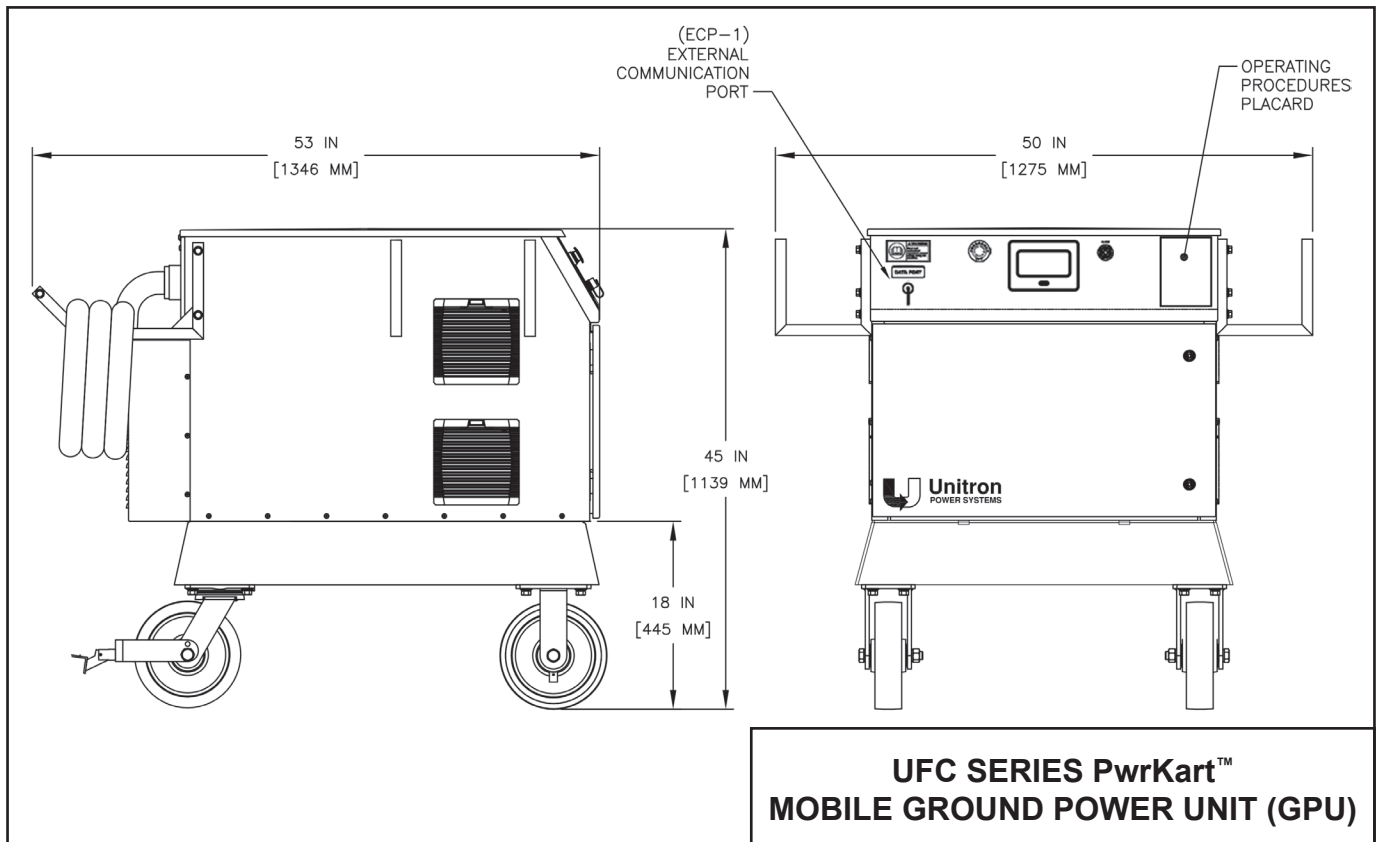 (ECP-1)
EXTERNAL
COMMUNICATION
PORT
OPERATING
PROCEDURES
PLACARD
53 IN
[1346 MM]
50 IN
[1275 MM]
DATA PORT
45 IN
[1139 MM]
Unitron
POWER SYSTEMS
18 IN
[445 MM]
UFC SERIES PwrKart™
MOBILE GROUND POWER UNIT (GPU)